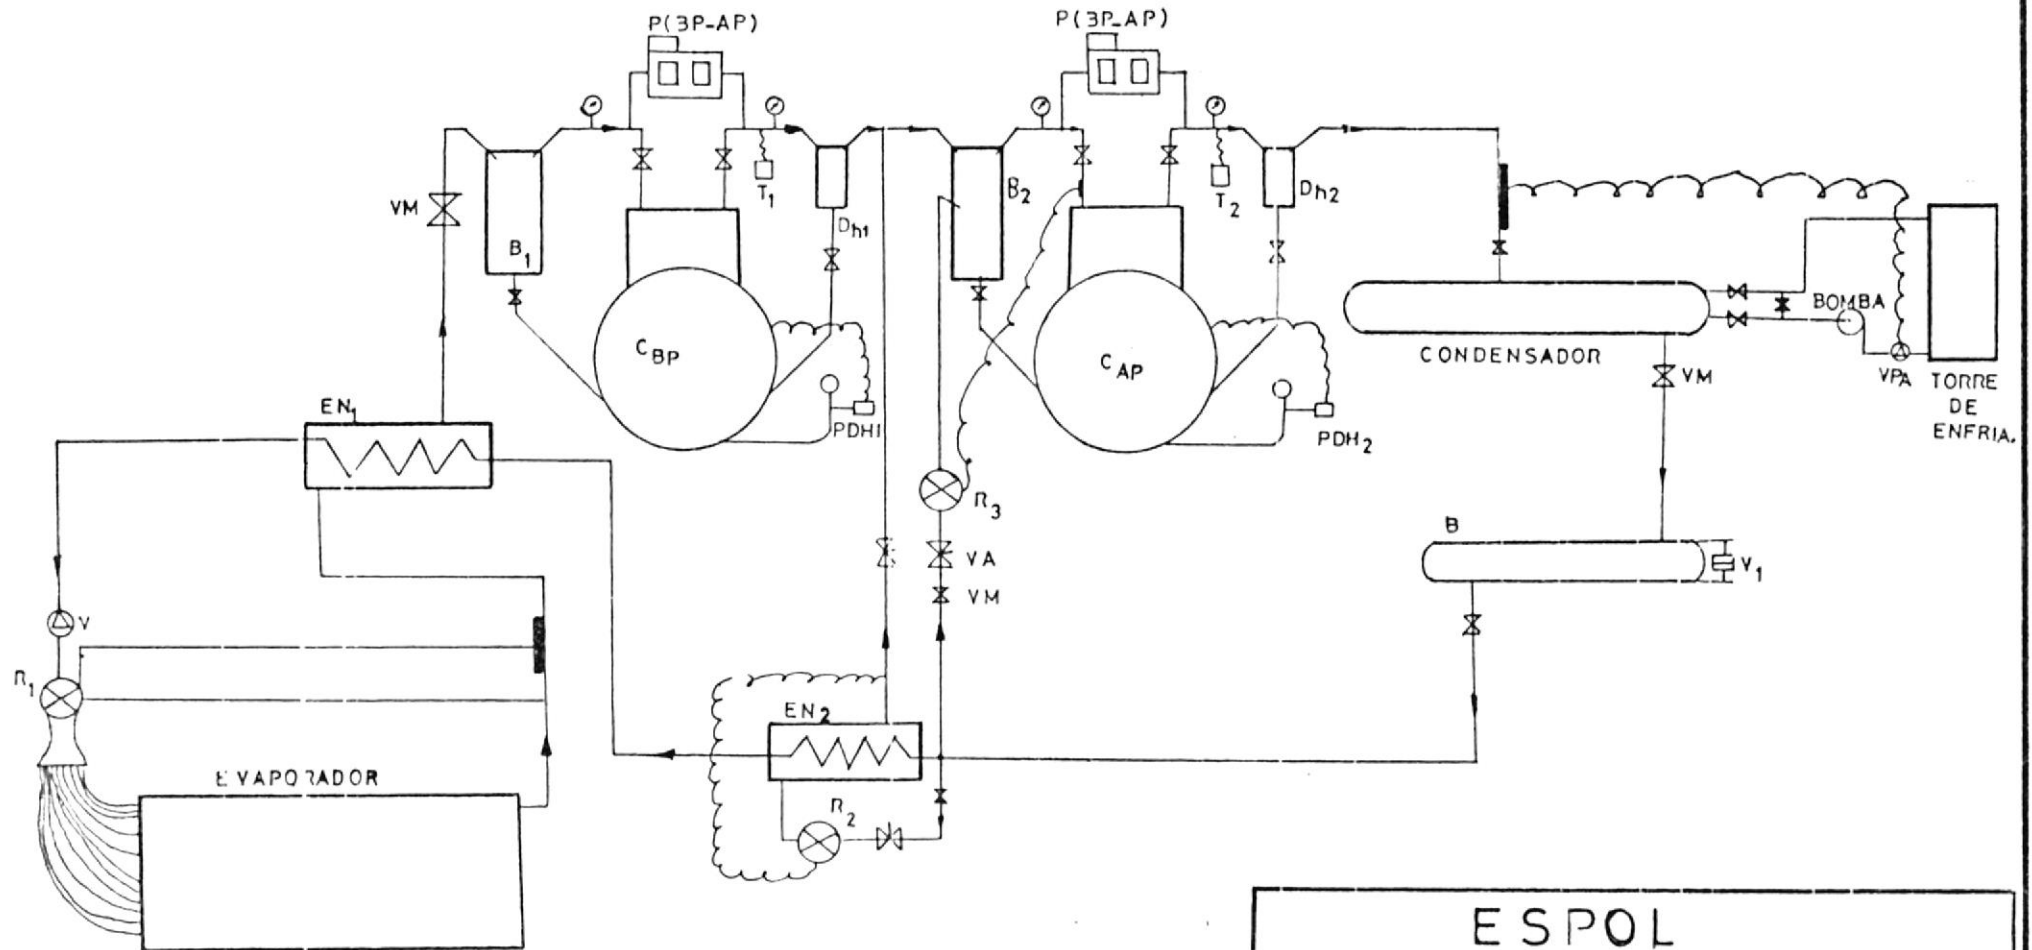 P(BP-AP)
P(BP-AP)
VM
B1
T1
Dh1
B2
T2
Dh2
CBP
CAP
BOMBA
CONDENSADOR
VM
VPA
TORRE
DE
ENFRIA.
EN1
PDH1
PDH2
R3
B
VA
V1
VM
V
R1
EN2
R2
EVAPORADOR
ESPOL